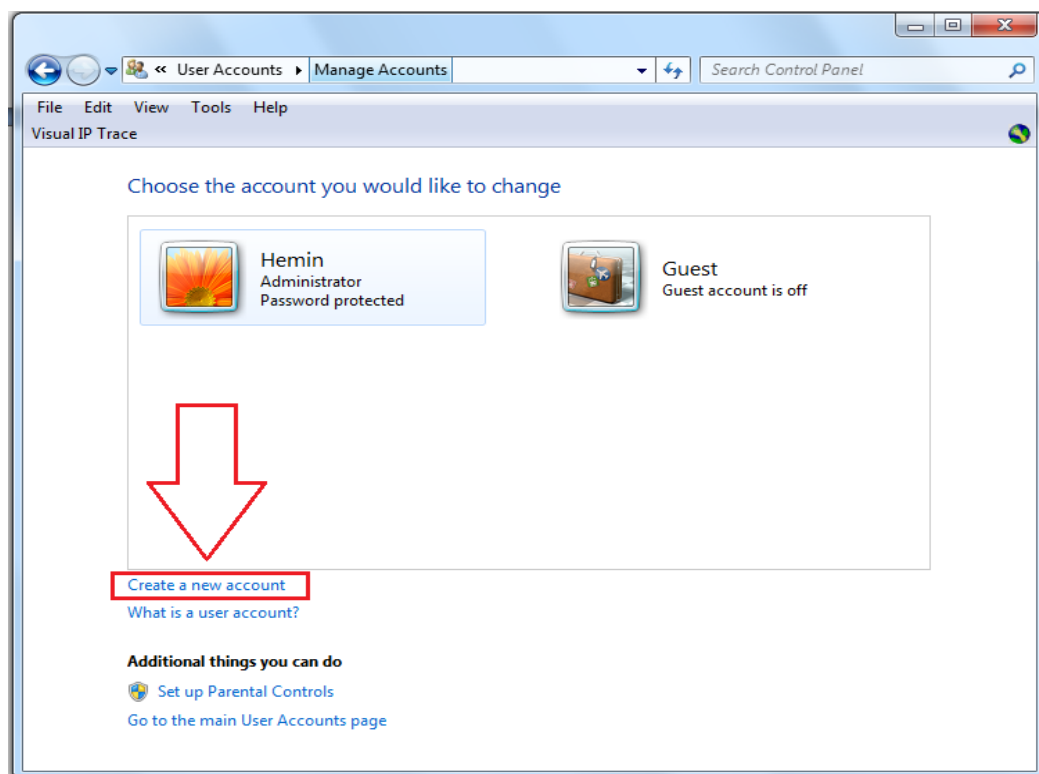 « User Accounts ▸ Manage Accounts Search Control Panel
File Edit View Tools Help
Visual IP Trace
Choose the account you would like to change
Hemin
Administrator
Password protected
Guest
Guest account is off
Create a new account
What is a user account?
Additional things you can do
Set up Parental Controls
Go to the main User Accounts page